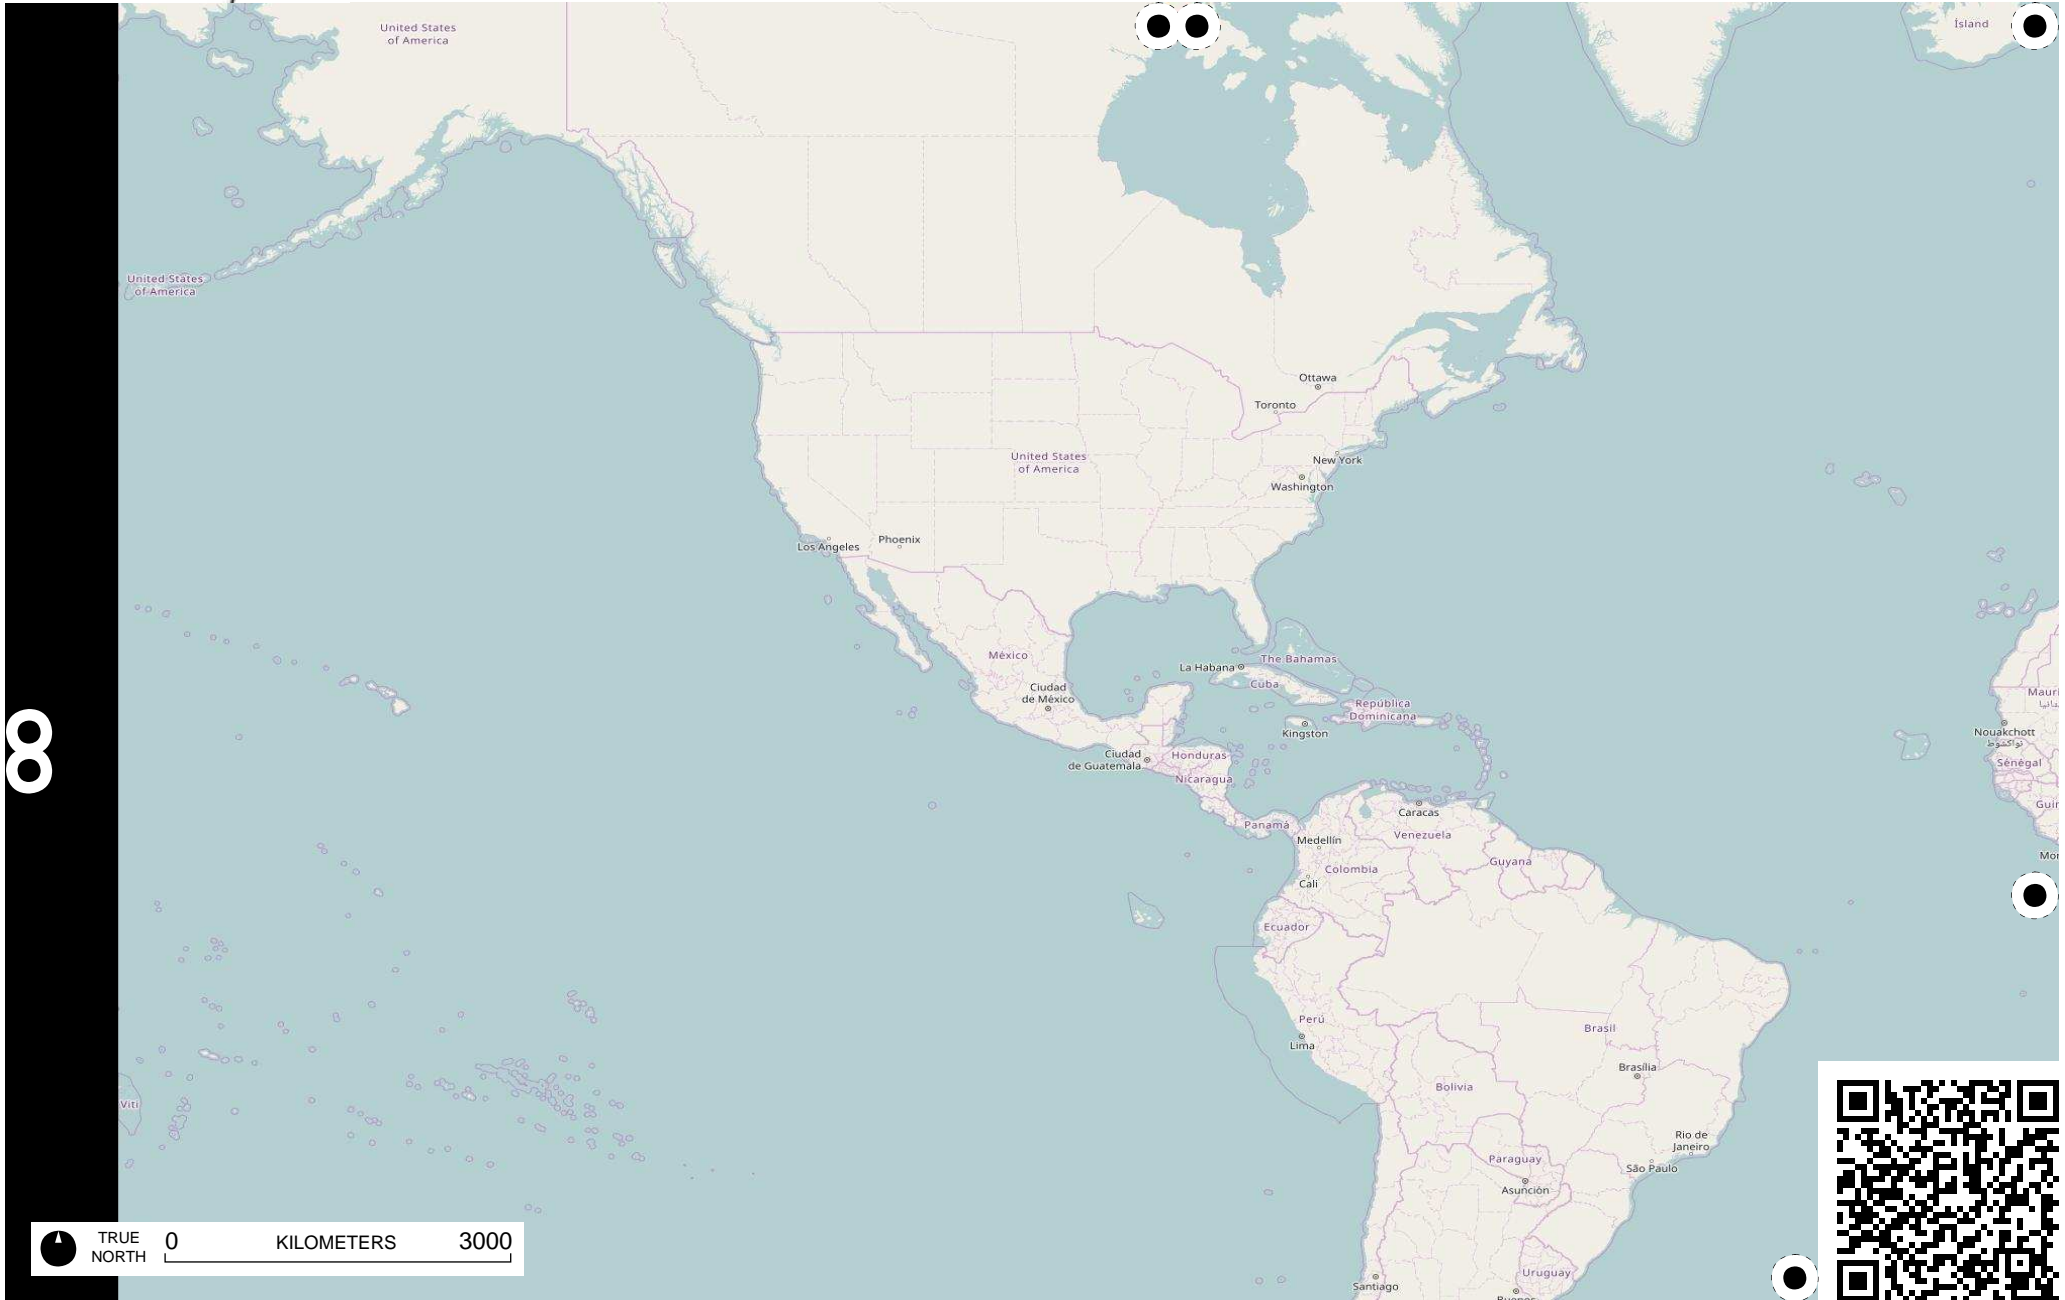 United States
of America
Ísland
United States
of America
Ottawa
Toronto
United States
of America
New York
Washington
Los Angeles
Phoenix
México
Ciudad
de México
La Habana
The Bahamas
Cuba
República
Dominicana
Kingston
Ciudad
de Guatemala
Honduras
Nicaragua
Nouakchott
نواكشوط
Sénégal
Panamá
Caracas
Venezuela
Medellín
Guyana
Colombia
Cali
Ecuador
Perú
Lima
Brasil
Brasília
Bolivia
Viti
Rio de
Janeiro
São Paulo
Paraguay
Asunción
Uruguay
Santiago
TRUE
NORTH
0 KILOMETERS 3000